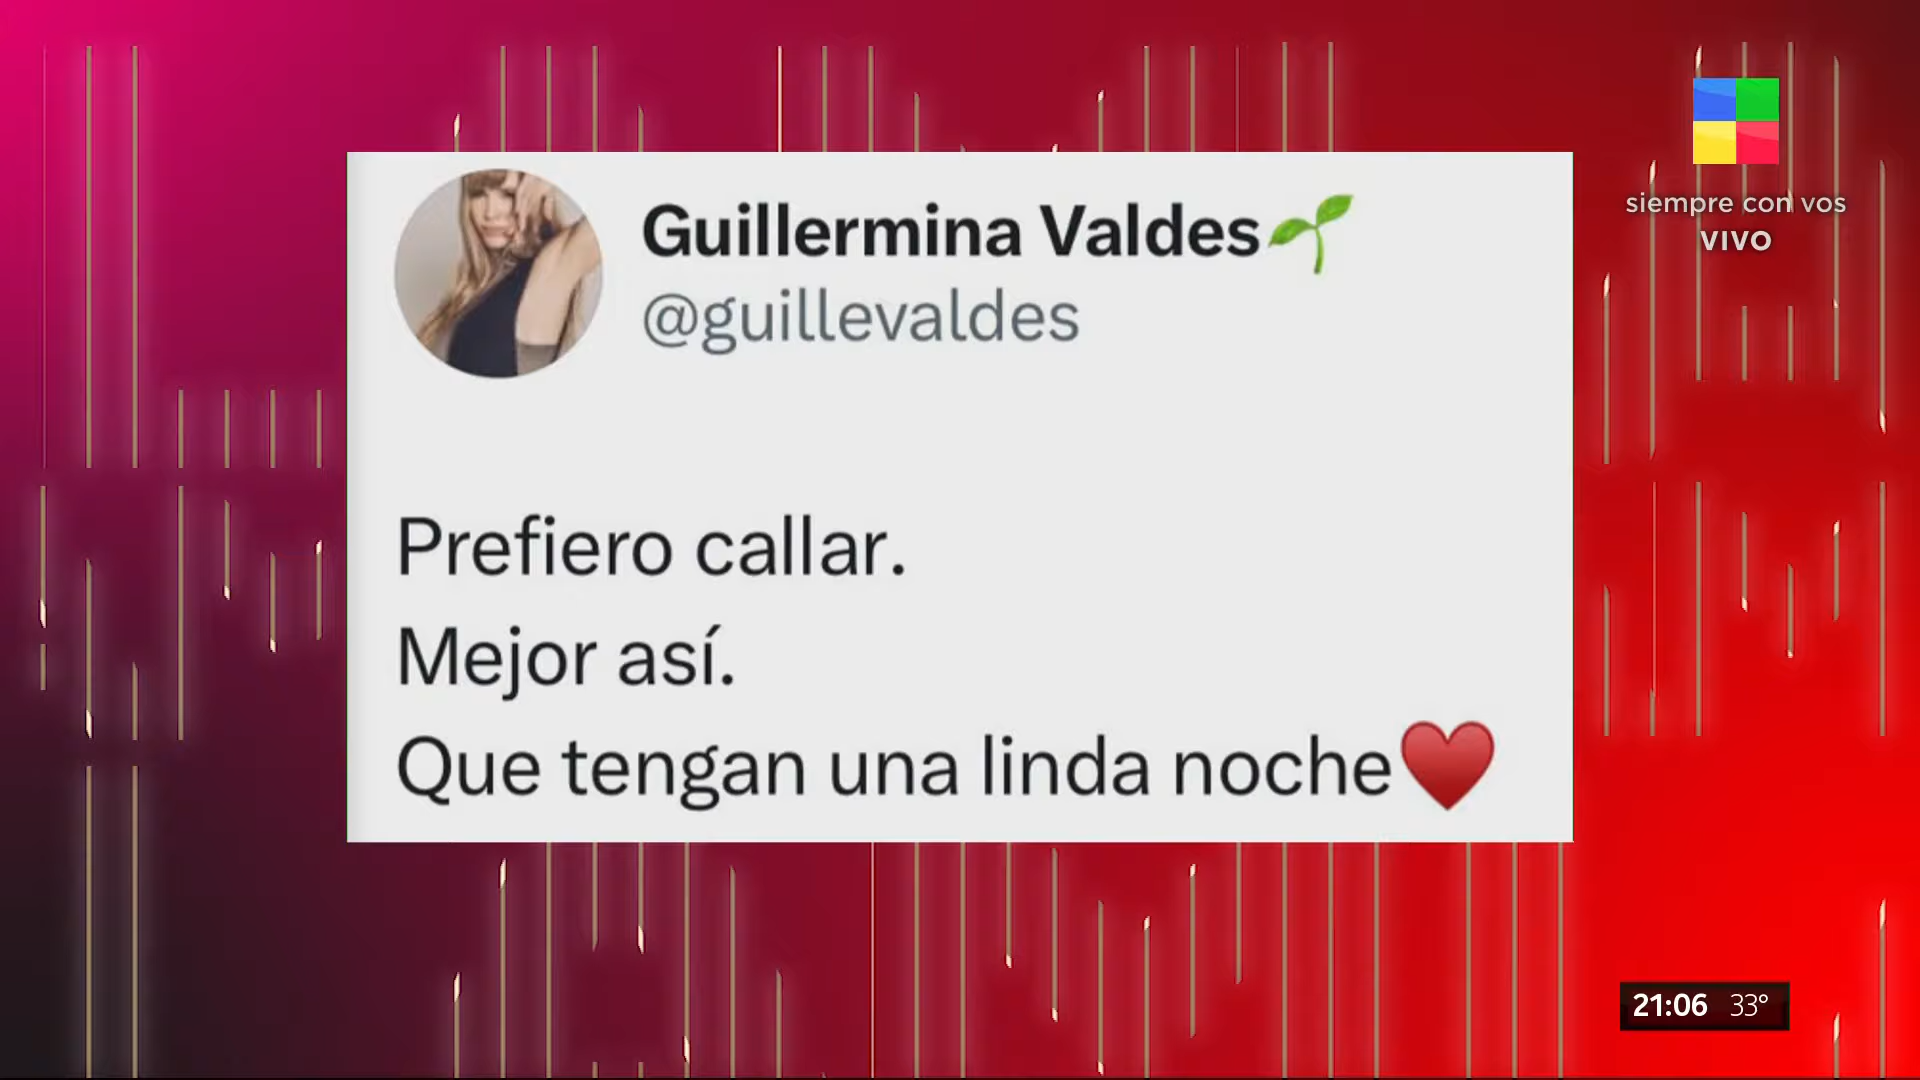 Guillermina Valdes🌱
@guillevaldes
Prefiero callar.
Mejor así.
Que tengan una linda noche♥️
siempre con vos
VIVO
21:06 33°